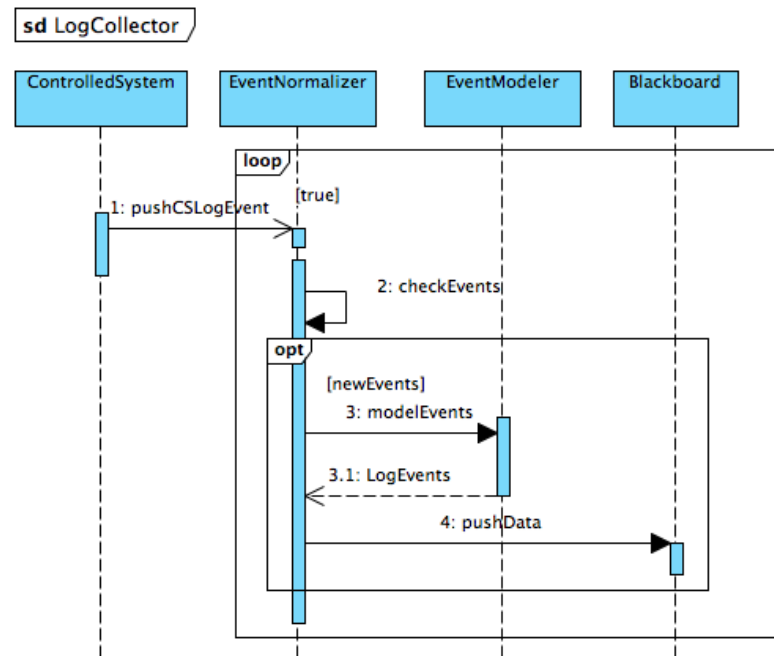 sd LogCollector
ControlledSystem
EventNormalizer
EventModeler
Blackboard
loop
[true]
1: pushCSLogEvent
2: checkEvents
opt
[newEvents]
3: modelEvents
3.1: LogEvents
4: pushData